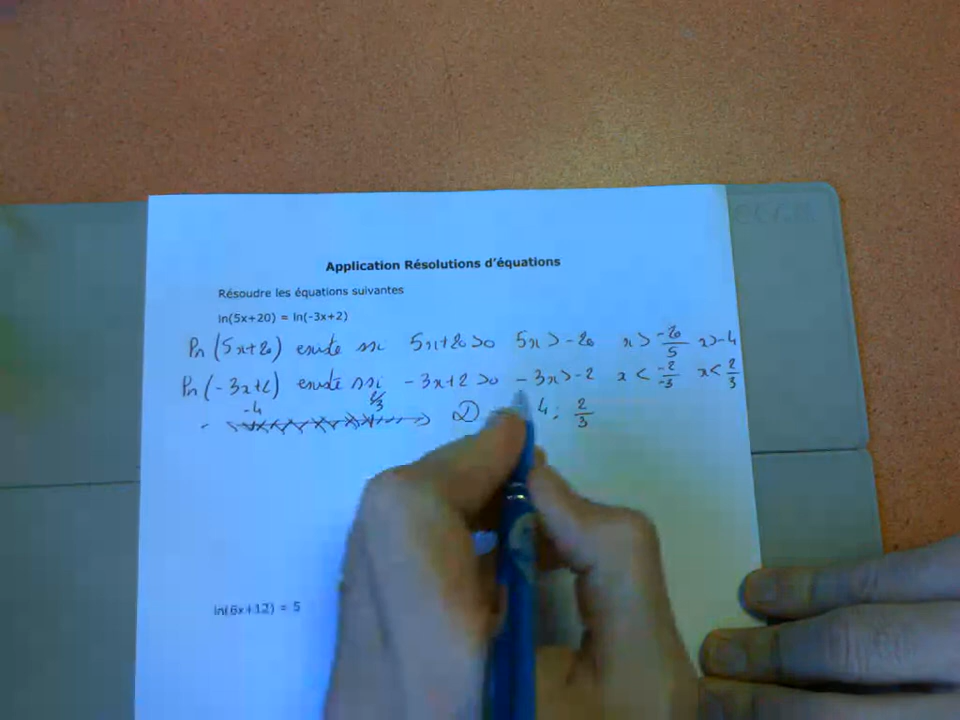 Application Résolutions d'équations
Résoudre les équations suivantes
ln(5x+20) = ln(-3x+2)
ln(5x+20) existe ssi 5x+20>0 5x>-20 x>-20/5 x>-4
ln(-3x+2) existe ssi -3x+2>0 -3x>-2 x<-2/-3 x<2/3
-4 2/3
D 4; 2/3
ln(6x+12) = 5